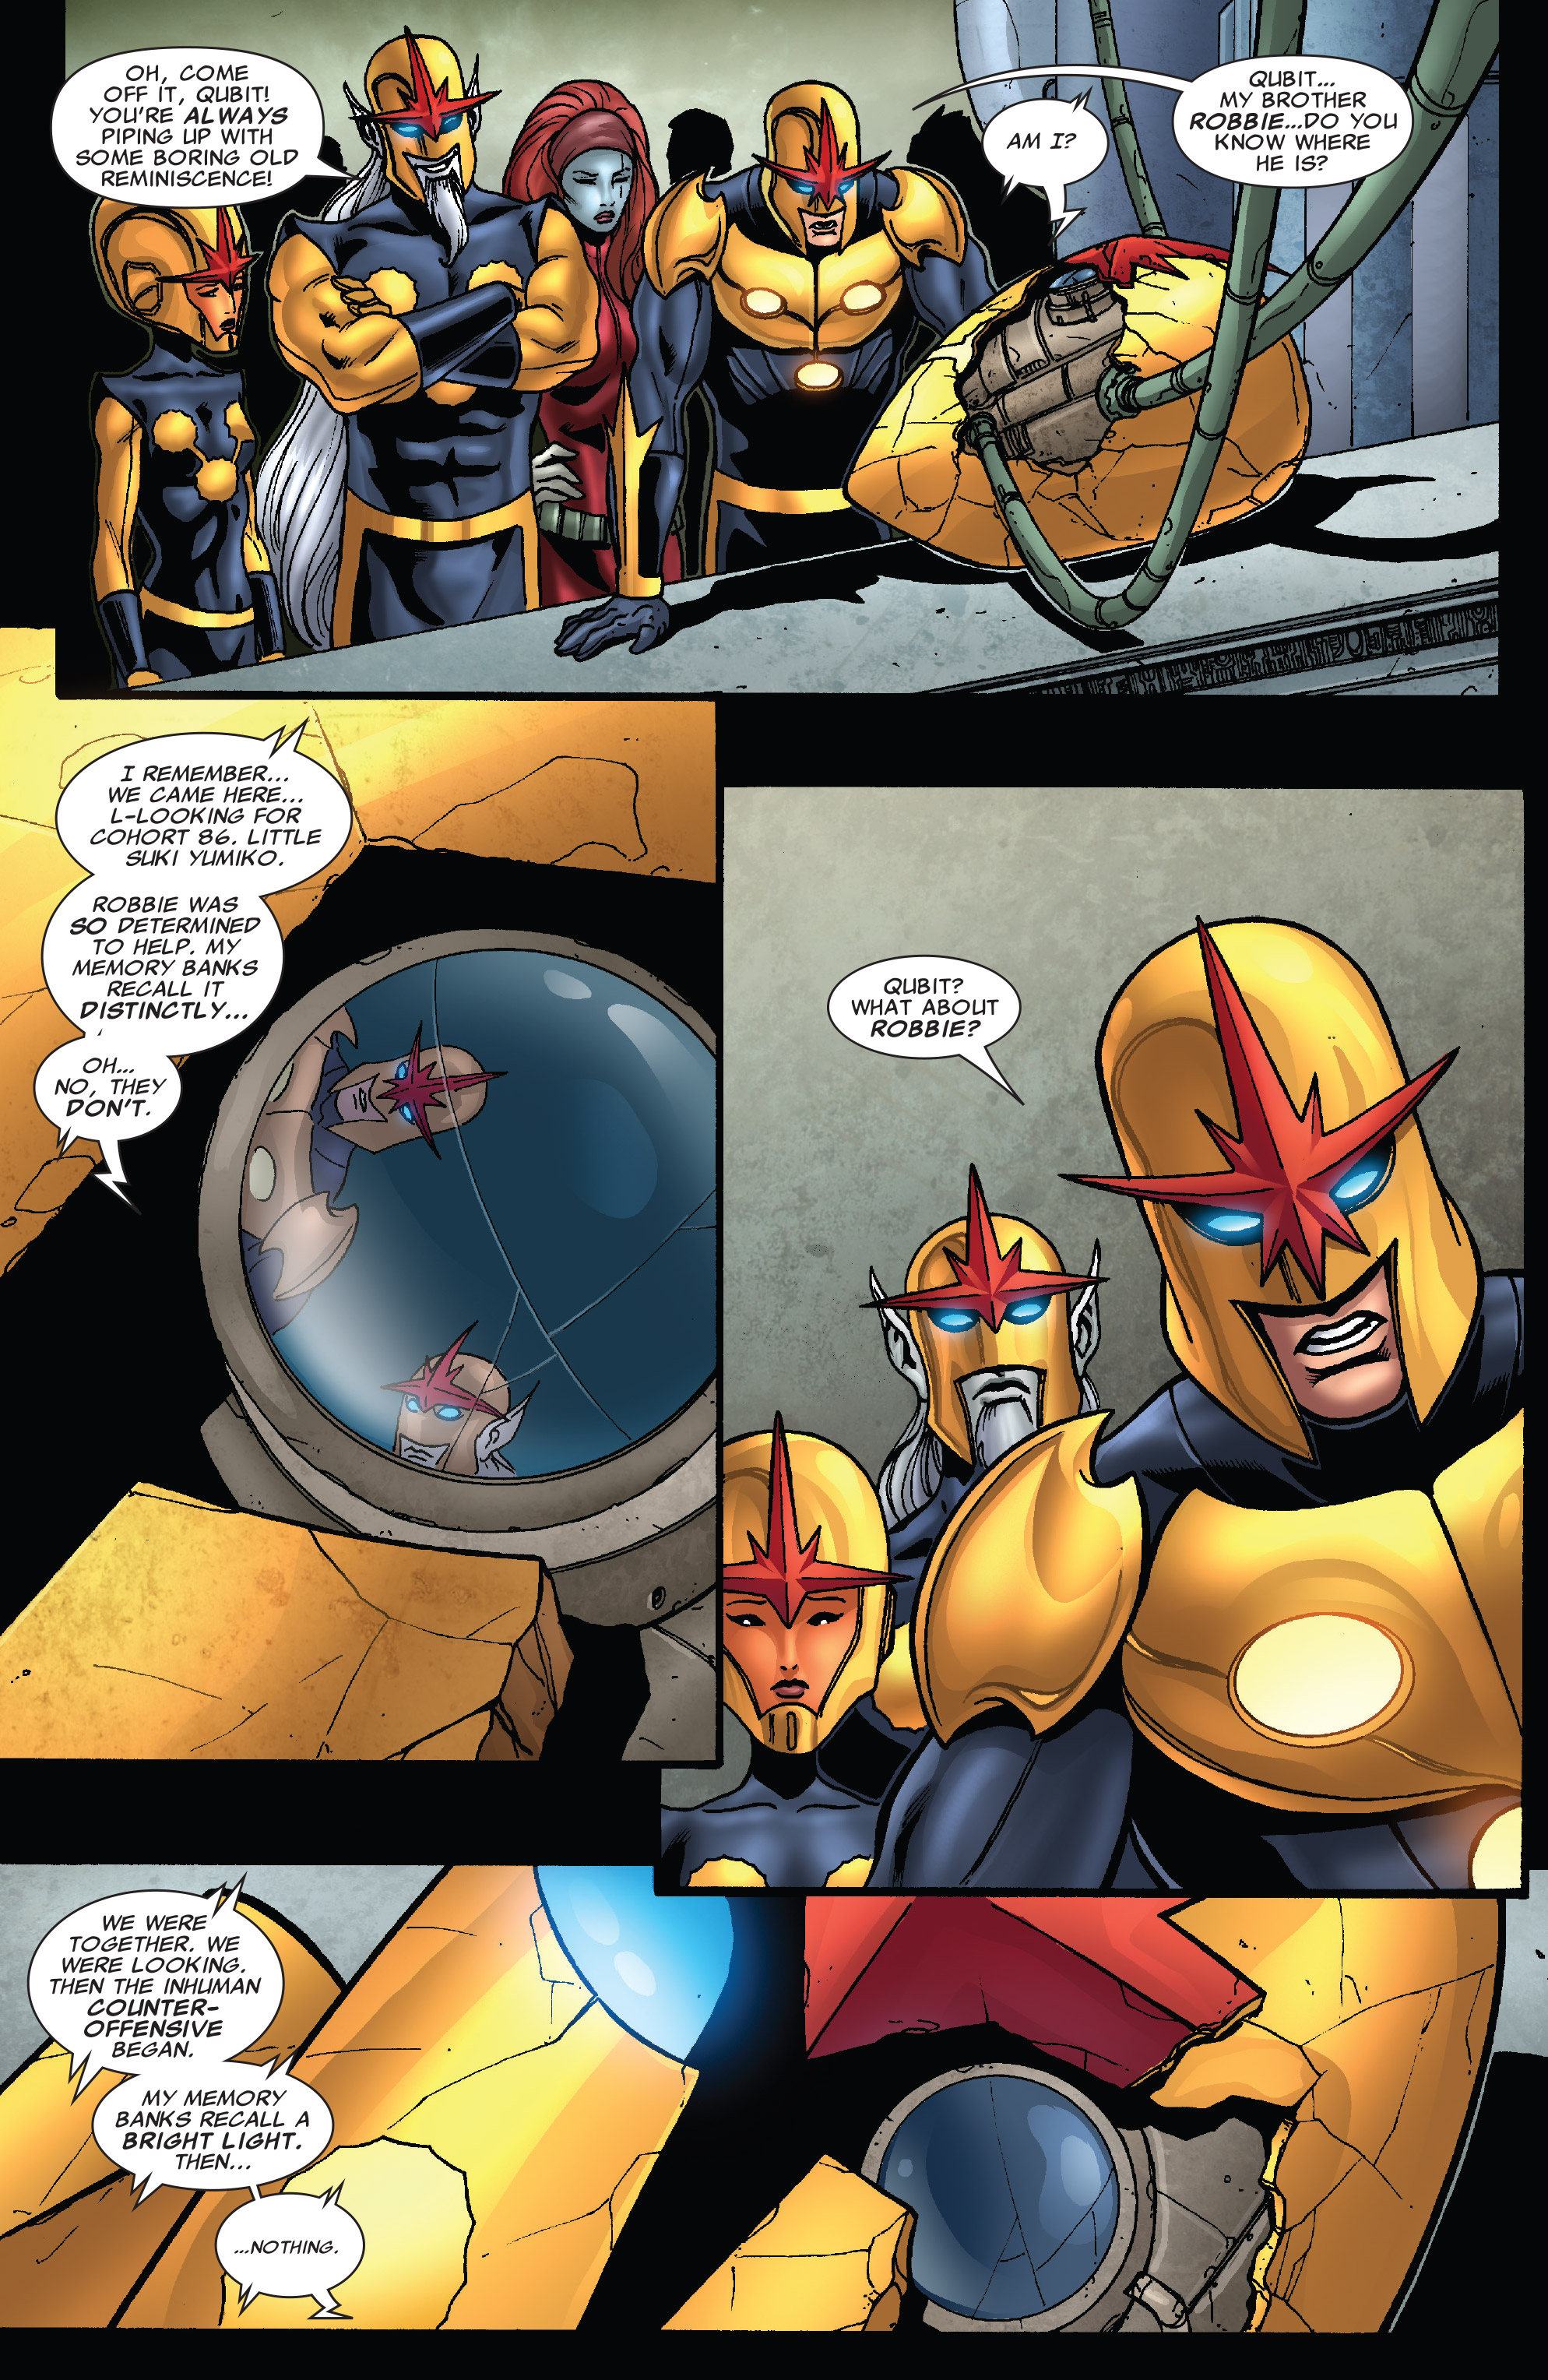 OH, COME
OFF IT, QUBIT!
YOU'RE ALWAYS
PIPING UP WITH
SOME BORING OLD
REMINISCENCE!
AM I?
QUBIT...
MY BROTHER
ROBBIE...DO YOU
KNOW WHERE
HE IS?
I REMEMBER...
WE CAME HERE...
L-LOOKING FOR
COHORT 86. LITTLE
SUKI YUMIKO.
ROBBIE WAS
SO DETERMINED
TO HELP. MY
MEMORY BANKS
RECALL IT
DISTINCTLY...
OH...
NO, THEY
DON'T.
QUBIT?
WHAT ABOUT
ROBBIE?
WE WERE
TOGETHER. WE
WERE LOOKING.
THEN THE INHUMAN
COUNTER-
OFFENSIVE
BEGAN.
MY MEMORY
BANKS RECALL A
BRIGHT LIGHT.
THEN...
...NOTHING.